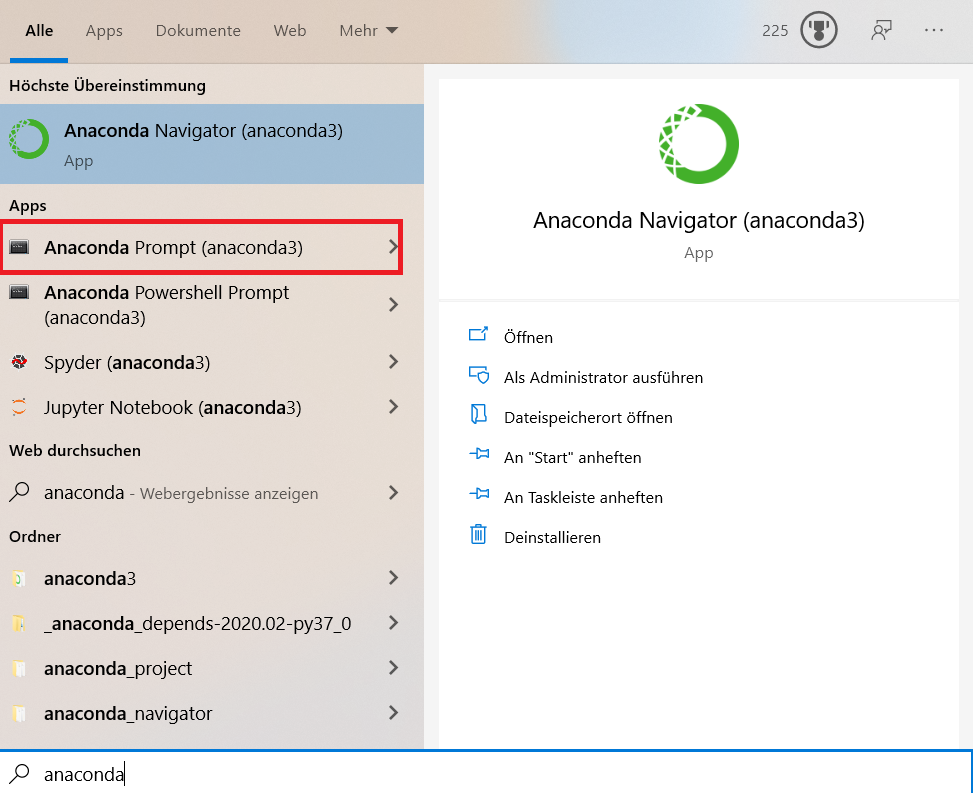 Alle Apps Dokumente Web Mehr 225
Höchste Übereinstimmung
Anaconda Navigator (anaconda3)
App
Apps
Anaconda Prompt (anaconda3)
Anaconda Powershell Prompt
(anaconda3)
Spyder (anaconda3)
Jupyter Notebook (anaconda3)
Web durchsuchen
anaconda - Webergebnisse anzeigen
Ordner
anaconda3
_anaconda_depends-2020.02-py37_0
anaconda_project
anaconda_navigator
anaconda
Anaconda Navigator (anaconda3)
App
Öffnen
Als Administrator ausführen
Dateispeicherort öffnen
An "Start" anheften
An Taskleiste anheften
Deinstallieren